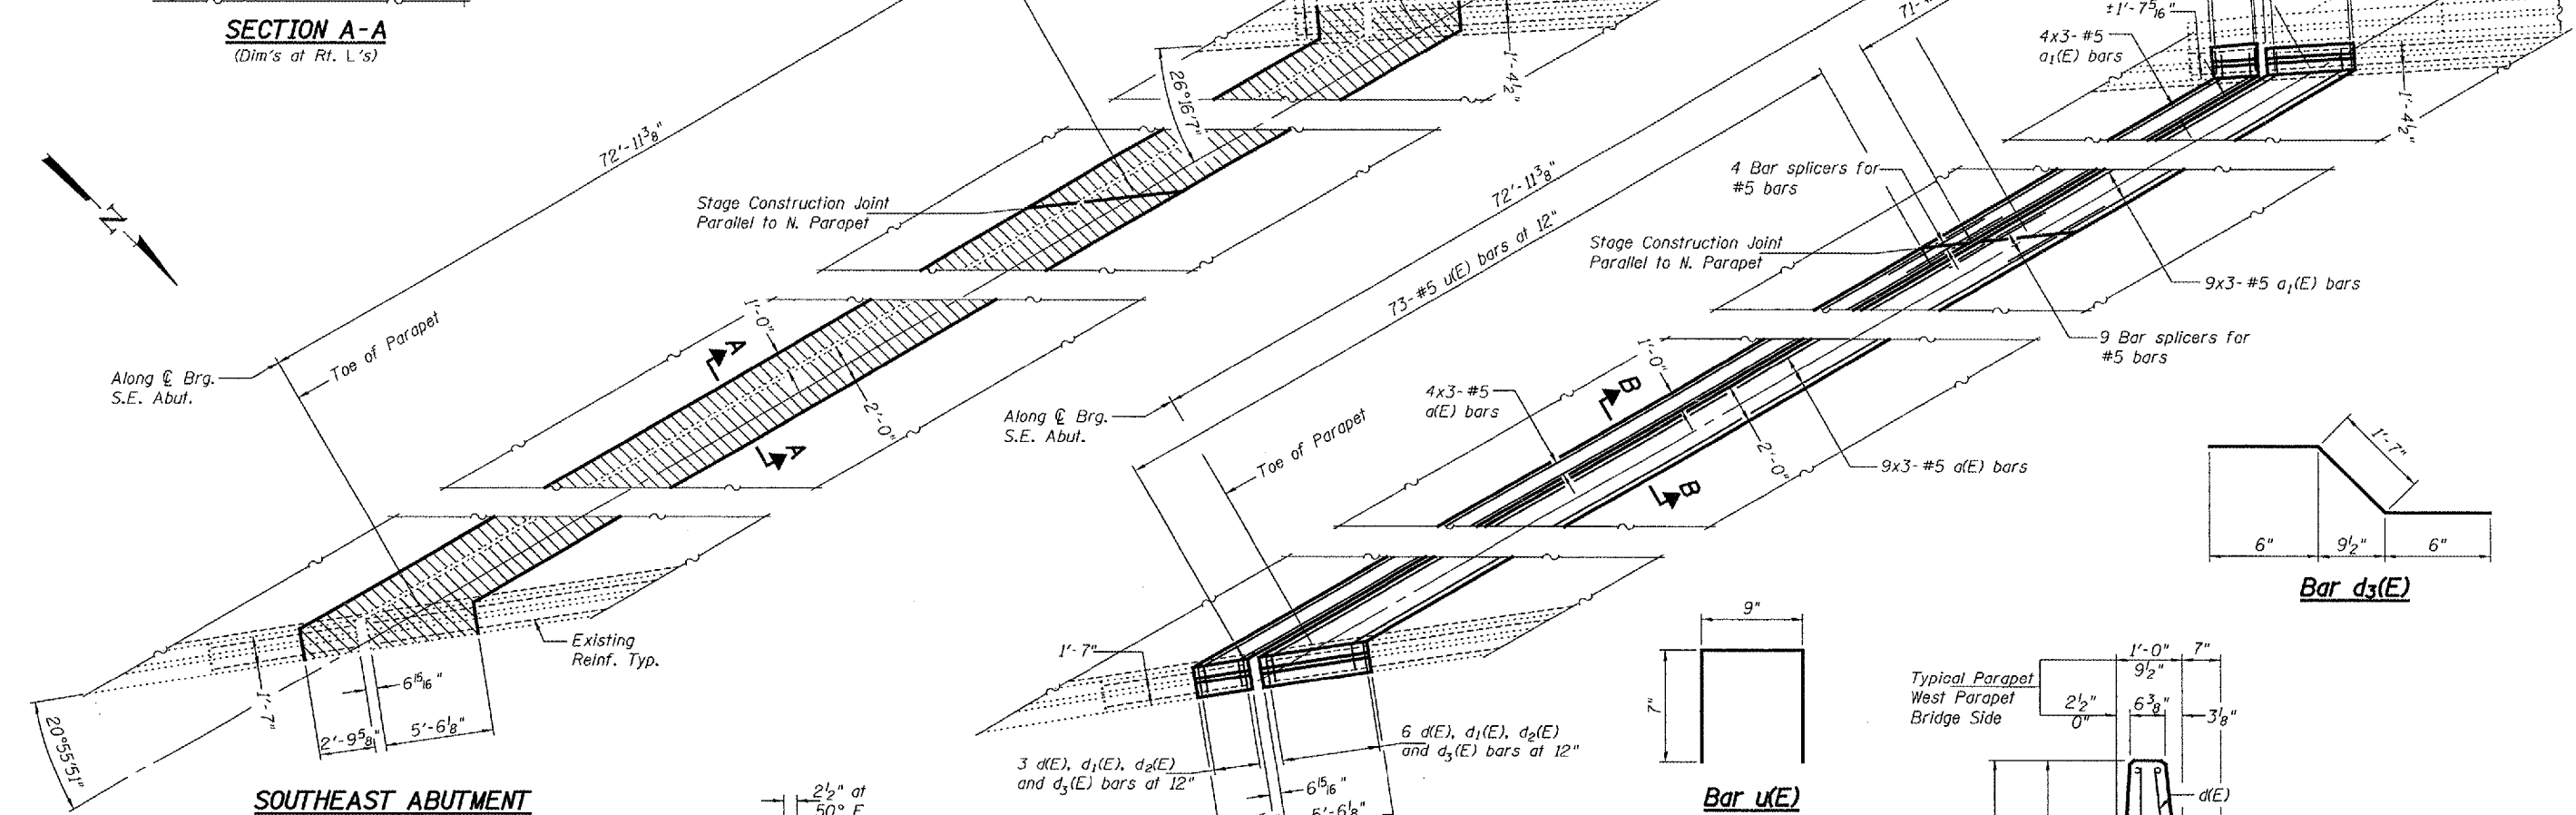 SECTION A-A
(Dim's at Rt. L's)
N
72'-11 3/8"
26°16'7"
1'-4 1/2"
Stage Construction Joint
Parallel to N. Parapet
Along ℄ Brg.
S.E. Abut.
Toe of Parapet
1'-0"
2'-0"
A
A
Existing
Reinf. Typ.
1'-7"
6 15/16"
2'-9 5/8"
5'-6 1/8"
20°55'51"
SOUTHEAST ABUTMENT
2 1/2" at
50° F
±1'-7 5/16"
4x3-#5
a1(E) bars
1'-4 1/2"
4 Bar splicers for
#5 bars
72'-11 3/8"
73-#5 u(E) bars at 12"
Stage Construction Joint
Parallel to N. Parapet
9x3-#5 a1(E) bars
9 Bar splicers for
#5 bars
Along ℄ Brg.
S.E. Abut.
Toe of Parapet
4x3-#5
a(E) bars
1'-0"
B
B
2'-0"
9x3-#5 a(E) bars
1'-7"
3 d(E), d1(E), d2(E)
and d3(E) bars at 12"
6 d(E), d1(E), d2(E)
and d3(E) bars at 12"
6 15/16"
5'-6 1/8"
1'-7"
6"
9 1/2"
6"
Bar d3(E)
9"
7"
Bar u(E)
Typical Parapet
West Parapet
Bridge Side
1'-0"
7"
9 1/2"
2 1/2"
6 3/8"
0"
3 1/8"
d(E)